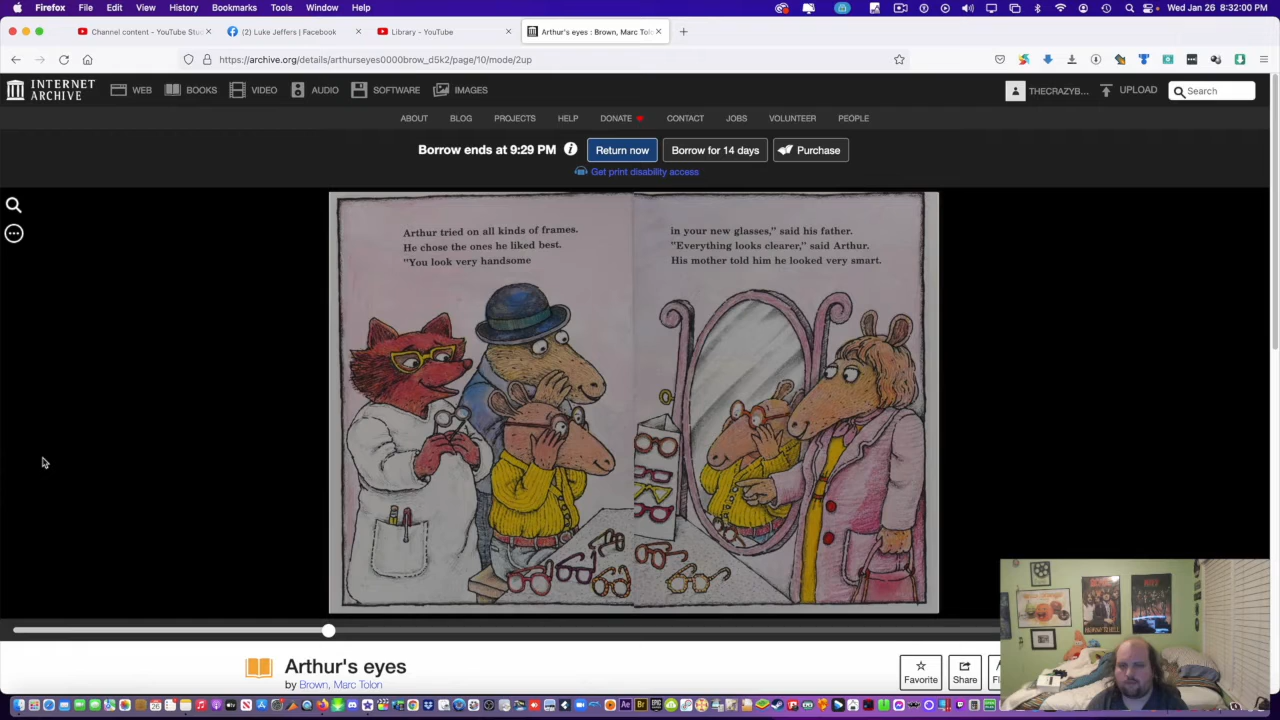 Firefox File Edit View History Bookmarks Tools Window Help
Wed Jan 26 8:32:00 PM
Channel content - YouTube Stu
(2) Luke Jeffers | Facebook
Library - YouTube
Arthur's eyes : Brown, Marc Tolo
https://archive.org/details/arthurseyes0000brow_d5k2/page/10/mode/2up
INTERNET
ARCHIVE
WEB BOOKS VIDEO AUDIO SOFTWARE IMAGES
THECRAZYB... UPLOAD Search
ABOUT BLOG PROJECTS HELP DONATE CONTACT JOBS VOLUNTEER PEOPLE
Borrow ends at 9:29 PM Return now Borrow for 14 days Purchase
Get print disability access
Arthur tried on all kinds of frames.
He chose the ones he liked best.
"You look very handsome
in your new glasses," said his father.
"Everything looks clearer," said Arthur.
His mother told him he looked very smart.
Arthur's eyes
by Brown, Marc Tolon
Favorite Share